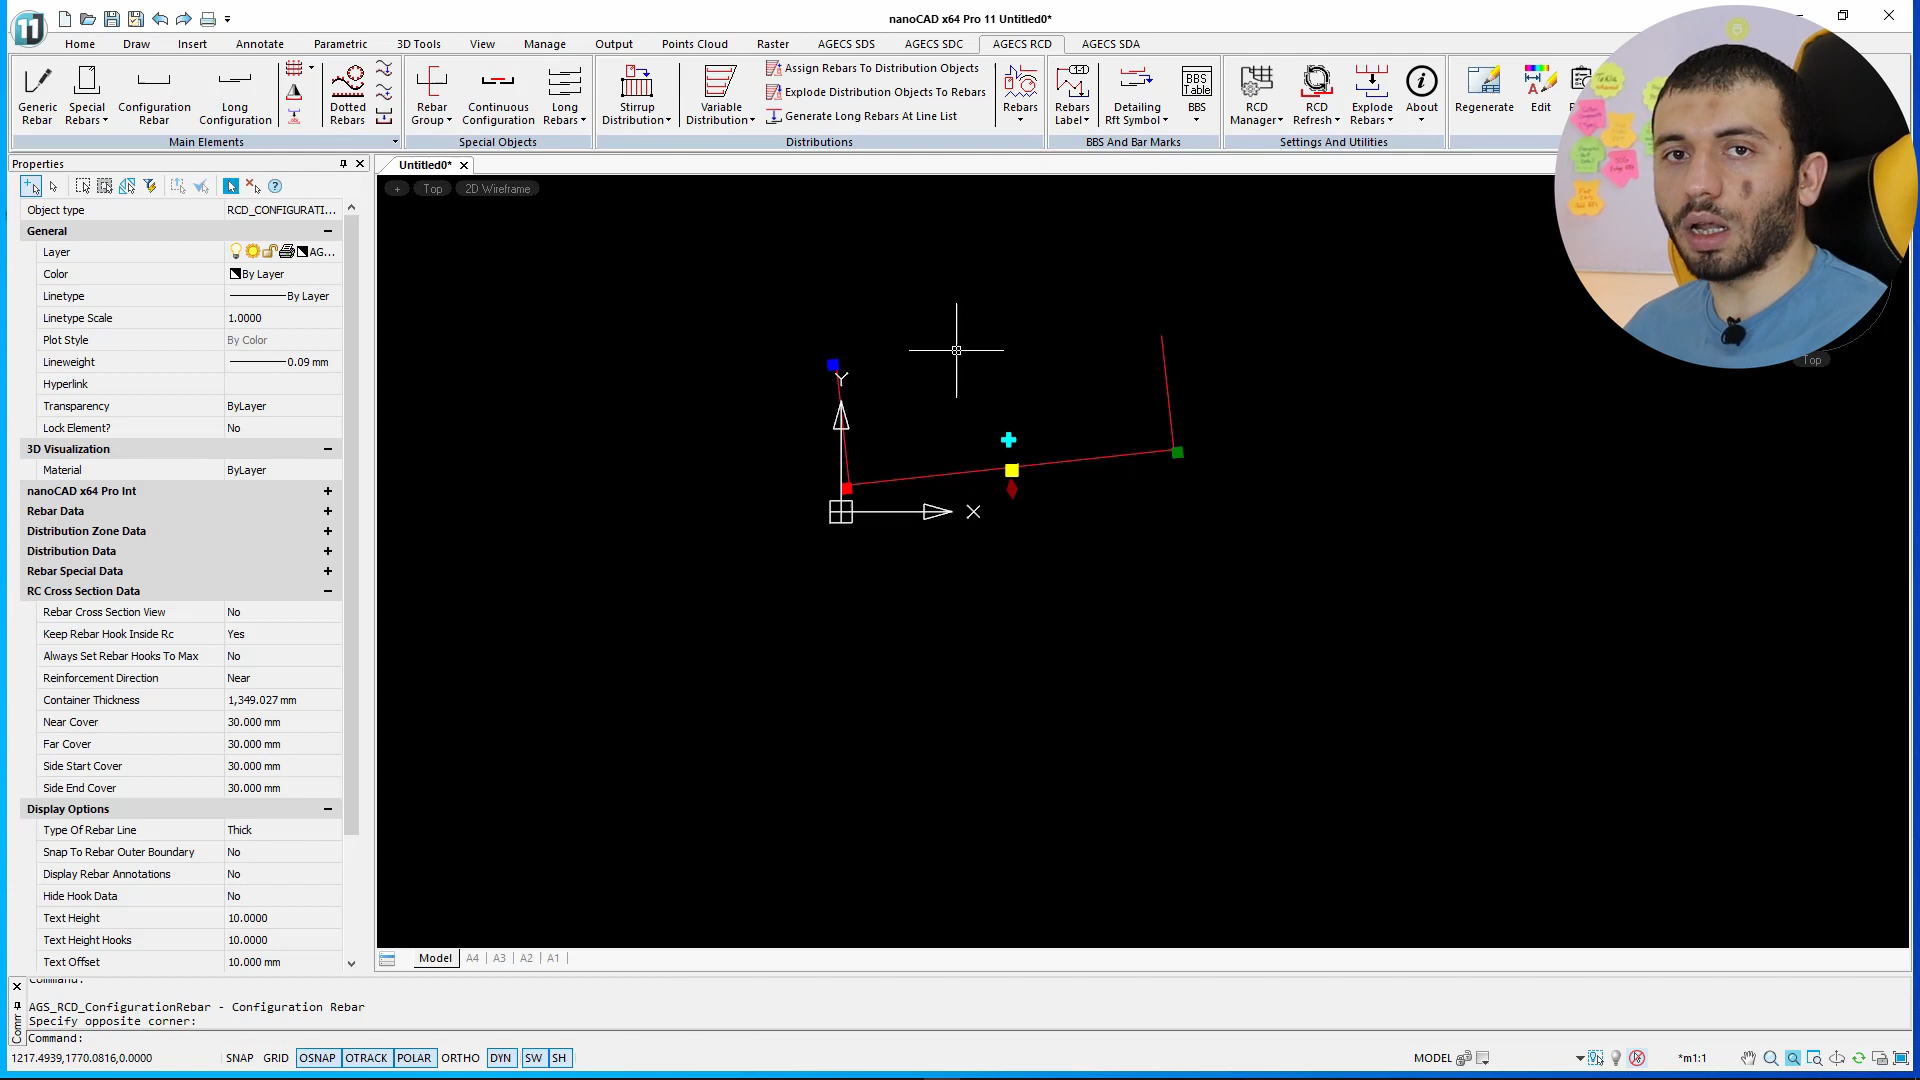 nanoCAD x64 Pro 11 Untitled0*
Home Draw Insert Annotate Parametric 3D Tools View Manage Output Points Cloud Raster AGECS SDS AGECS SDC AGECS RCD AGECS SDA
Generic Rebar
Special Rebars
Configuration Rebar
Long Configuration
Dotted Rebars
Rebar Group
Continuous Configuration
Long Rebars
Stirrup Distribution
Variable Distribution
Assign Rebars To Distribution Objects
Explode Distribution Objects To Rebars
Generate Long Rebars At Line List
Rebars
Rebars Label
Detailing Rft Symbol
BBS Table
BBS
RCD Manager
RCD Refresh
Explode Rebars
About
Regenerate
Edit
Main Elements
Special Objects
Distributions
BBS And Bar Marks
Settings And Utilities
Properties
Untitled0*
+ Top 2D Wireframe
Object type RCD_CONFIGURATI...
General
Layer AG...
Color By Layer
Linetype By Layer
Linetype Scale 1.0000
Plot Style By Color
Lineweight 0.09 mm
Hyperlink
Transparency ByLayer
Lock Element? No
3D Visualization
Material ByLayer
nanoCAD x64 Pro Int
Rebar Data
Distribution Zone Data
Distribution Data
Rebar Special Data
RC Cross Section Data
Rebar Cross Section View No
Keep Rebar Hook Inside Rc Yes
Always Set Rebar Hooks To Max No
Reinforcement Direction Near
Container Thickness 1,349.027 mm
Near Cover 30.000 mm
Far Cover 30.000 mm
Side Start Cover 30.000 mm
Side End Cover 30.000 mm
Display Options
Type Of Rebar Line Thick
Snap To Rebar Outer Boundary No
Display Rebar Annotations No
Hide Hook Data No
Text Height 10.0000
Text Height Hooks 10.0000
Text Offset 10.000 mm
Y
X
Top
Model A4 A3 A2 A1
Command:
AGS_RCD_ConfigurationRebar - Configuration Rebar
Specify opposite corner:
Command:
1217.4939,1770.0816,0.0000 SNAP GRID OSNAP OTRACK POLAR ORTHO DYN SW SH MODEL *m1:1